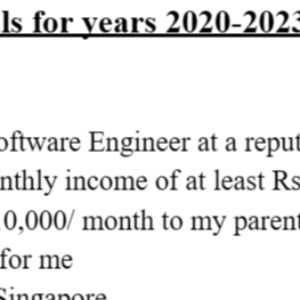 ls for years 2020-2023
oftware Engineer at a reput
nthly income of at least Rs
0,000/ month to my parent
for me
Singapore